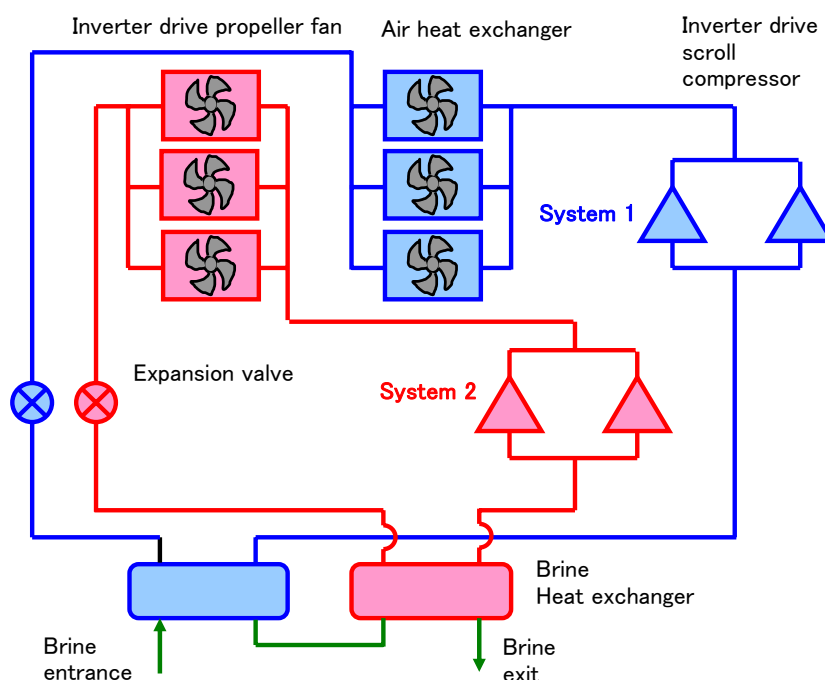 Inverter drive propeller fan
Air heat exchanger
Inverter drive
scroll
compressor
System 1
Expansion valve
System 2
Brine
Heat exchanger
Brine
entrance
Brine
exit